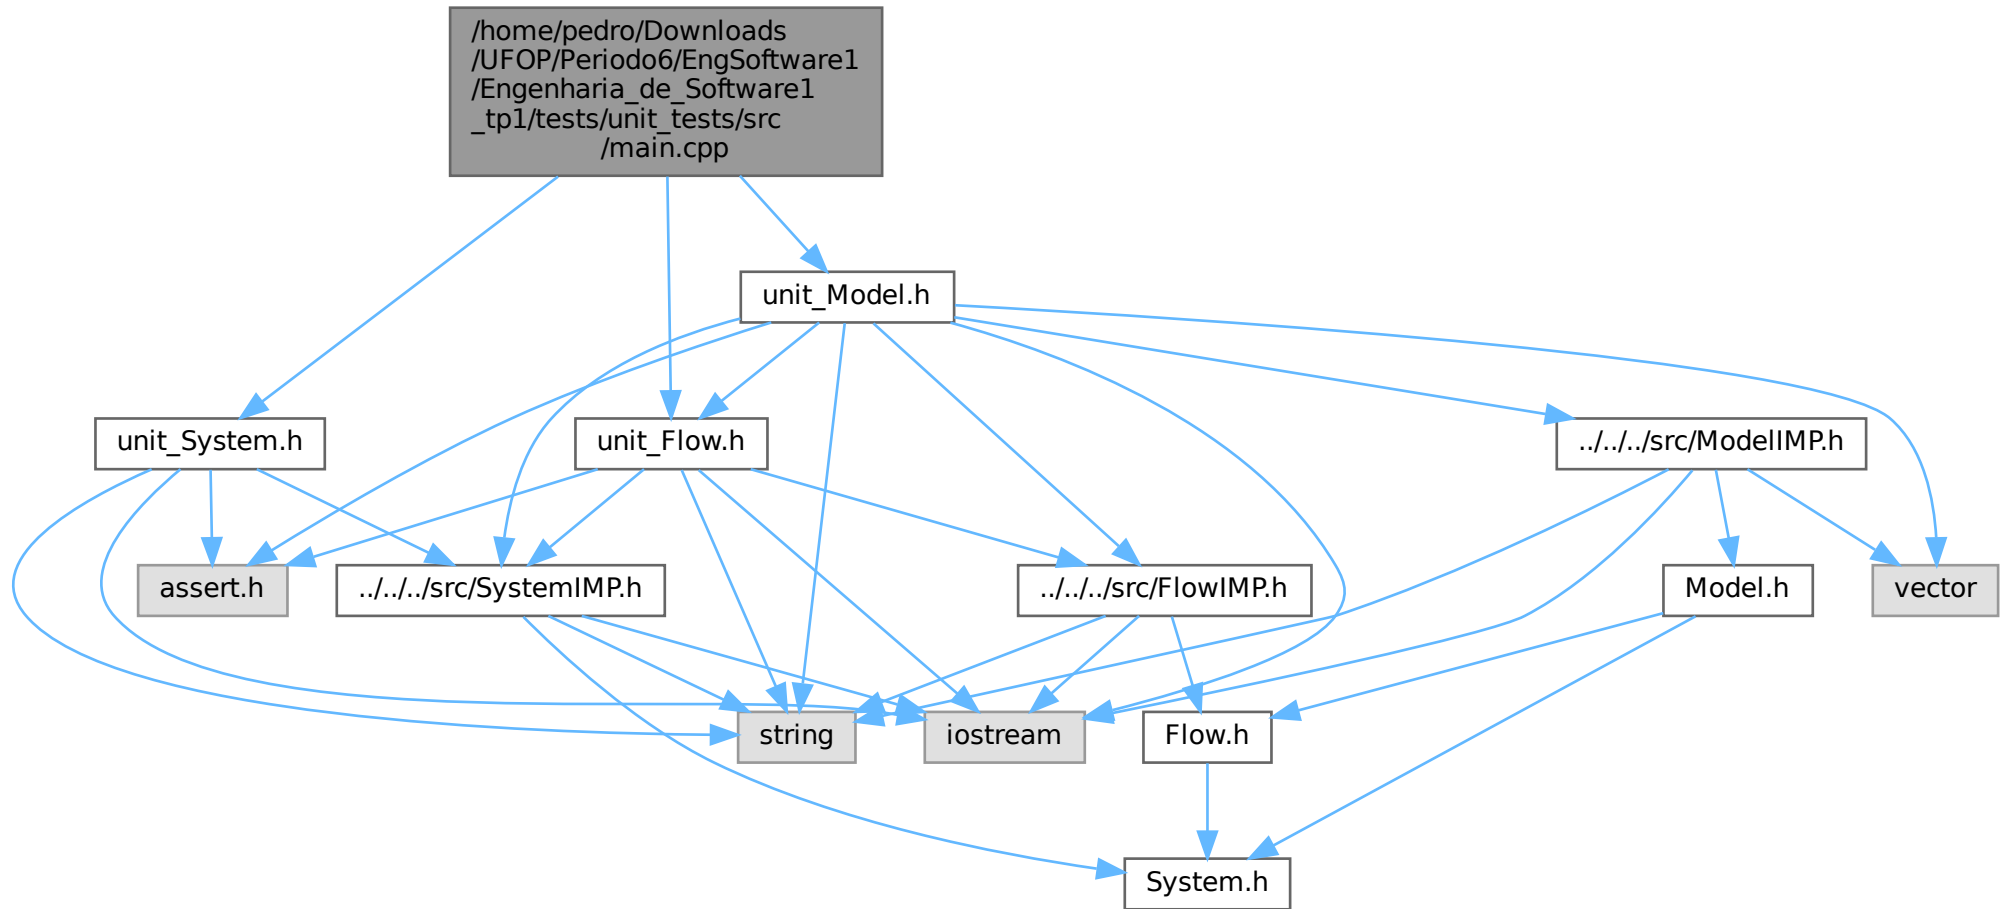 /home/pedro/Downloads
/UFOP/Periodo6/EngSoftware1
/Engenharia_de_Software1
_tp1/tests/unit_tests/src
/main.cpp
unit_Model.h
unit_System.h
unit_Flow.h
../../../src/ModelIMP.h
assert.h
../../../src/SystemIMP.h
../../../src/FlowIMP.h
Model.h
vector
string
iostream
Flow.h
System.h